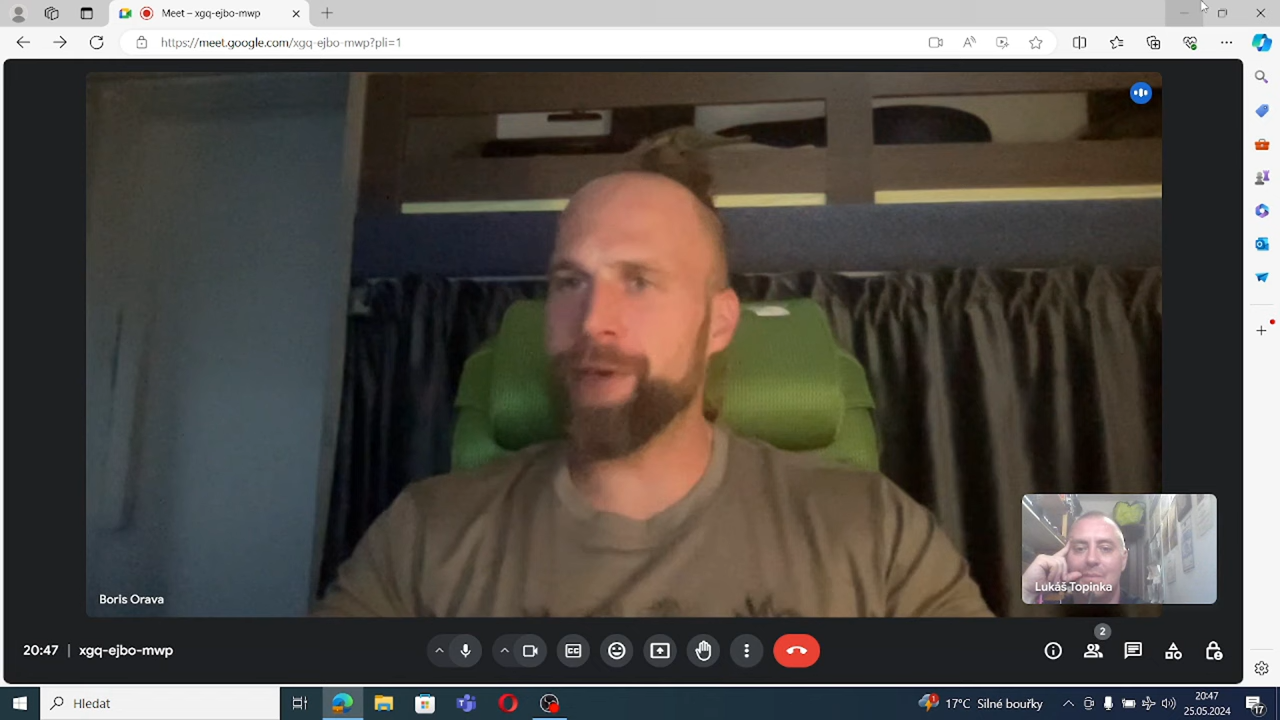 Meet – xgq-ejbo-mwp
https://meet.google.com/xgq-ejbo-mwp?pli=1
Boris Orava
Lukáš Topinka
20:47 | xgq-ejbo-mwp
2
Hledat
1
17°C Silné bouřky
20:47
25.05.2024
17